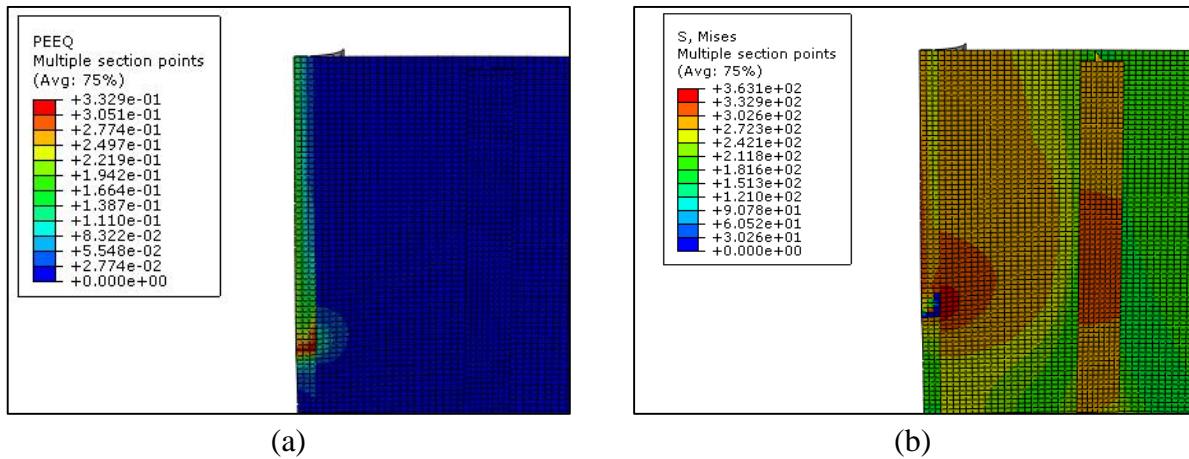 PEEQ
Multiple section points
(Avg: 75%)
+3.329e-01
+3.051e-01
+2.774e-01
+2.497e-01
+2.219e-01
+1.942e-01
+1.664e-01
+1.387e-01
+1.110e-01
+8.322e-02
+5.548e-02
+2.774e-02
+0.000e+00
S, Mises
Multiple section points
(Avg: 75%)
+3.631e+02
+3.329e+02
+3.026e+02
+2.723e+02
+2.421e+02
+2.118e+02
+1.816e+02
+1.513e+02
+1.210e+02
+9.078e+01
+6.052e+01
+3.026e+01
+0.000e+00
(a)
(b)